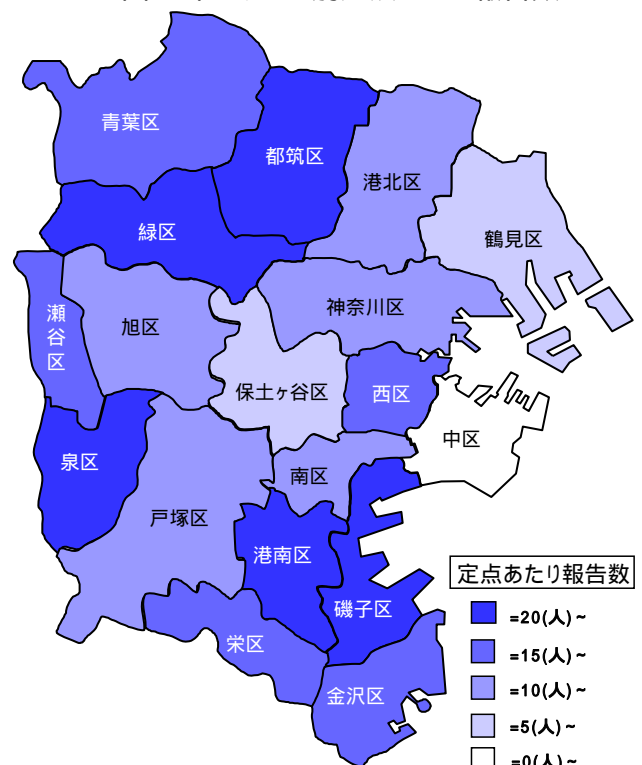 青葉区
都筑区
港北区
緑区
鶴見区
瀬谷区
旭区
神奈川区
保土ヶ谷区
西区
中区
泉区
南区
戸塚区
港南区
磯子区
栄区
金沢区
定点あたり報告数
=20(人)~
=15(人)~
=10(人)~
=5(人)~
=0(人)~